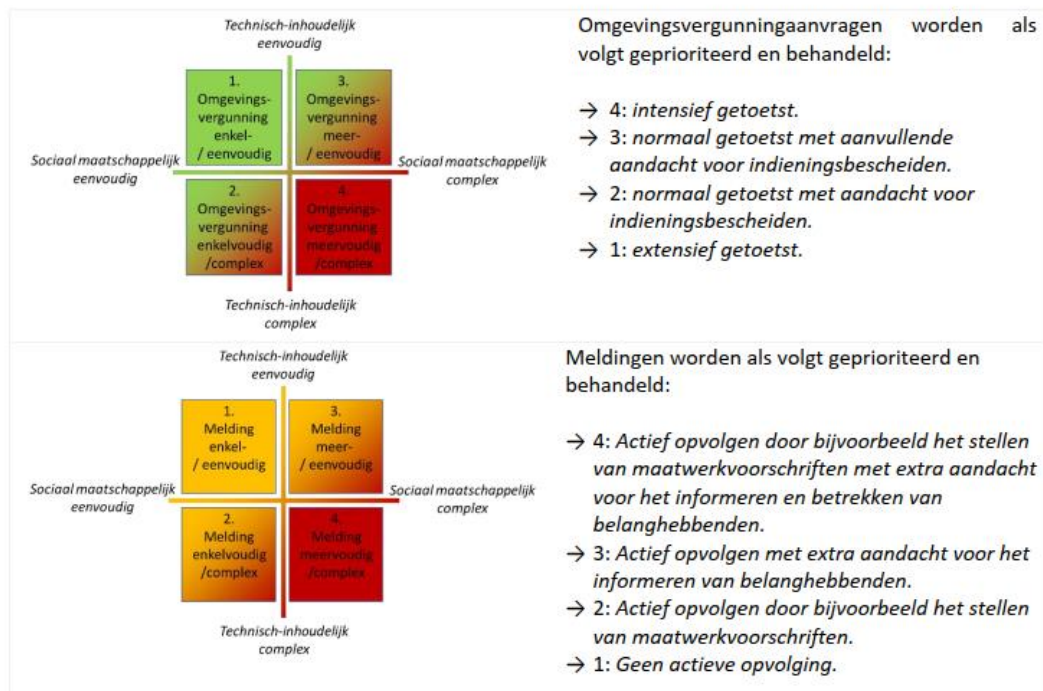 Technisch-inhoudelijk
eenvoudig
1.
Omgevings-
vergunning
enkel-
/ eenvoudig
3.
Omgevings-
vergunning
meer-
/ eenvoudig
Sociaal maatschappelijk
eenvoudig
Sociaal maatschappelijk
complex
2.
Omgevings-
vergunning
enkelvoudig
/complex
4.
Omgevings-
vergunning
meervoudig
/complex
Technisch-inhoudelijk
complex
Omgevingsvergunningaanvragen worden als
volgt geprioriteerd en behandeld:
→ 4: intensief getoetst.
→ 3: normaal getoetst met aanvullende
aandacht voor indieningsbescheiden.
→ 2: normaal getoetst met aandacht voor
indieningsbescheiden.
→ 1: extensief getoetst.
Technisch-inhoudelijk
eenvoudig
1.
Melding
enkel-
/ eenvoudig
3.
Melding
meer-
/ eenvoudig
Sociaal maatschappelijk
eenvoudig
Sociaal maatschappelijk
complex
2.
Melding
enkelvoudig
/complex
4.
Melding
meervoudig
/complex
Technisch-inhoudelijk
complex
Meldingen worden als volgt geprioriteerd en
behandeld:
→ 4: Actief opvolgen door bijvoorbeeld het stellen
van maatwerkvoorschriften met extra aandacht
voor het informeren en betrekken van
belanghebbenden.
→ 3: Actief opvolgen met extra aandacht voor het
informeren van belanghebbenden.
→ 2: Actief opvolgen door bijvoorbeeld het stellen
van maatwerkvoorschriften.
→ 1: Geen actieve opvolging.